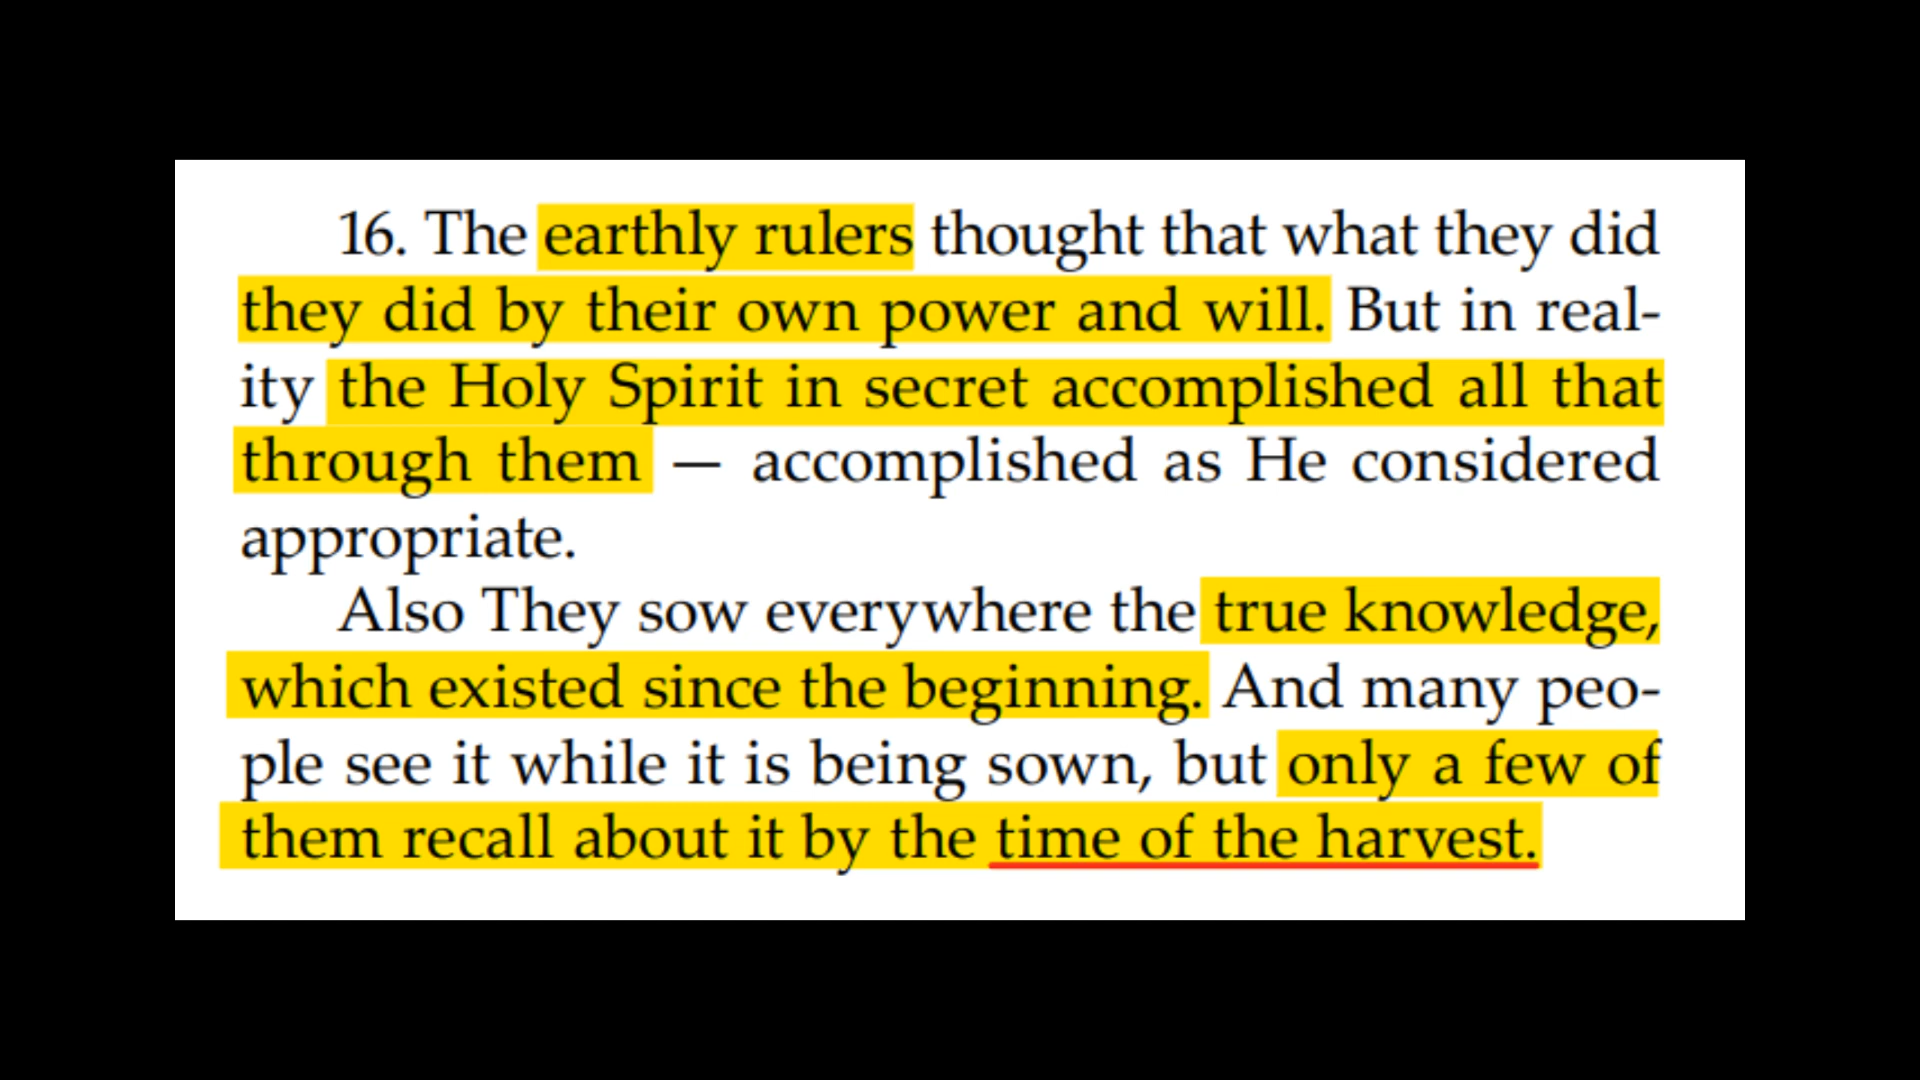 16. The earthly rulers thought that what they did
they did by their own power and will. But in real-
ity the Holy Spirit in secret accomplished all that
through them — accomplished as He considered
appropriate.
Also They sow everywhere the true knowledge,
which existed since the beginning. And many peo-
ple see it while it is being sown, but only a few of
them recall about it by the time of the harvest.